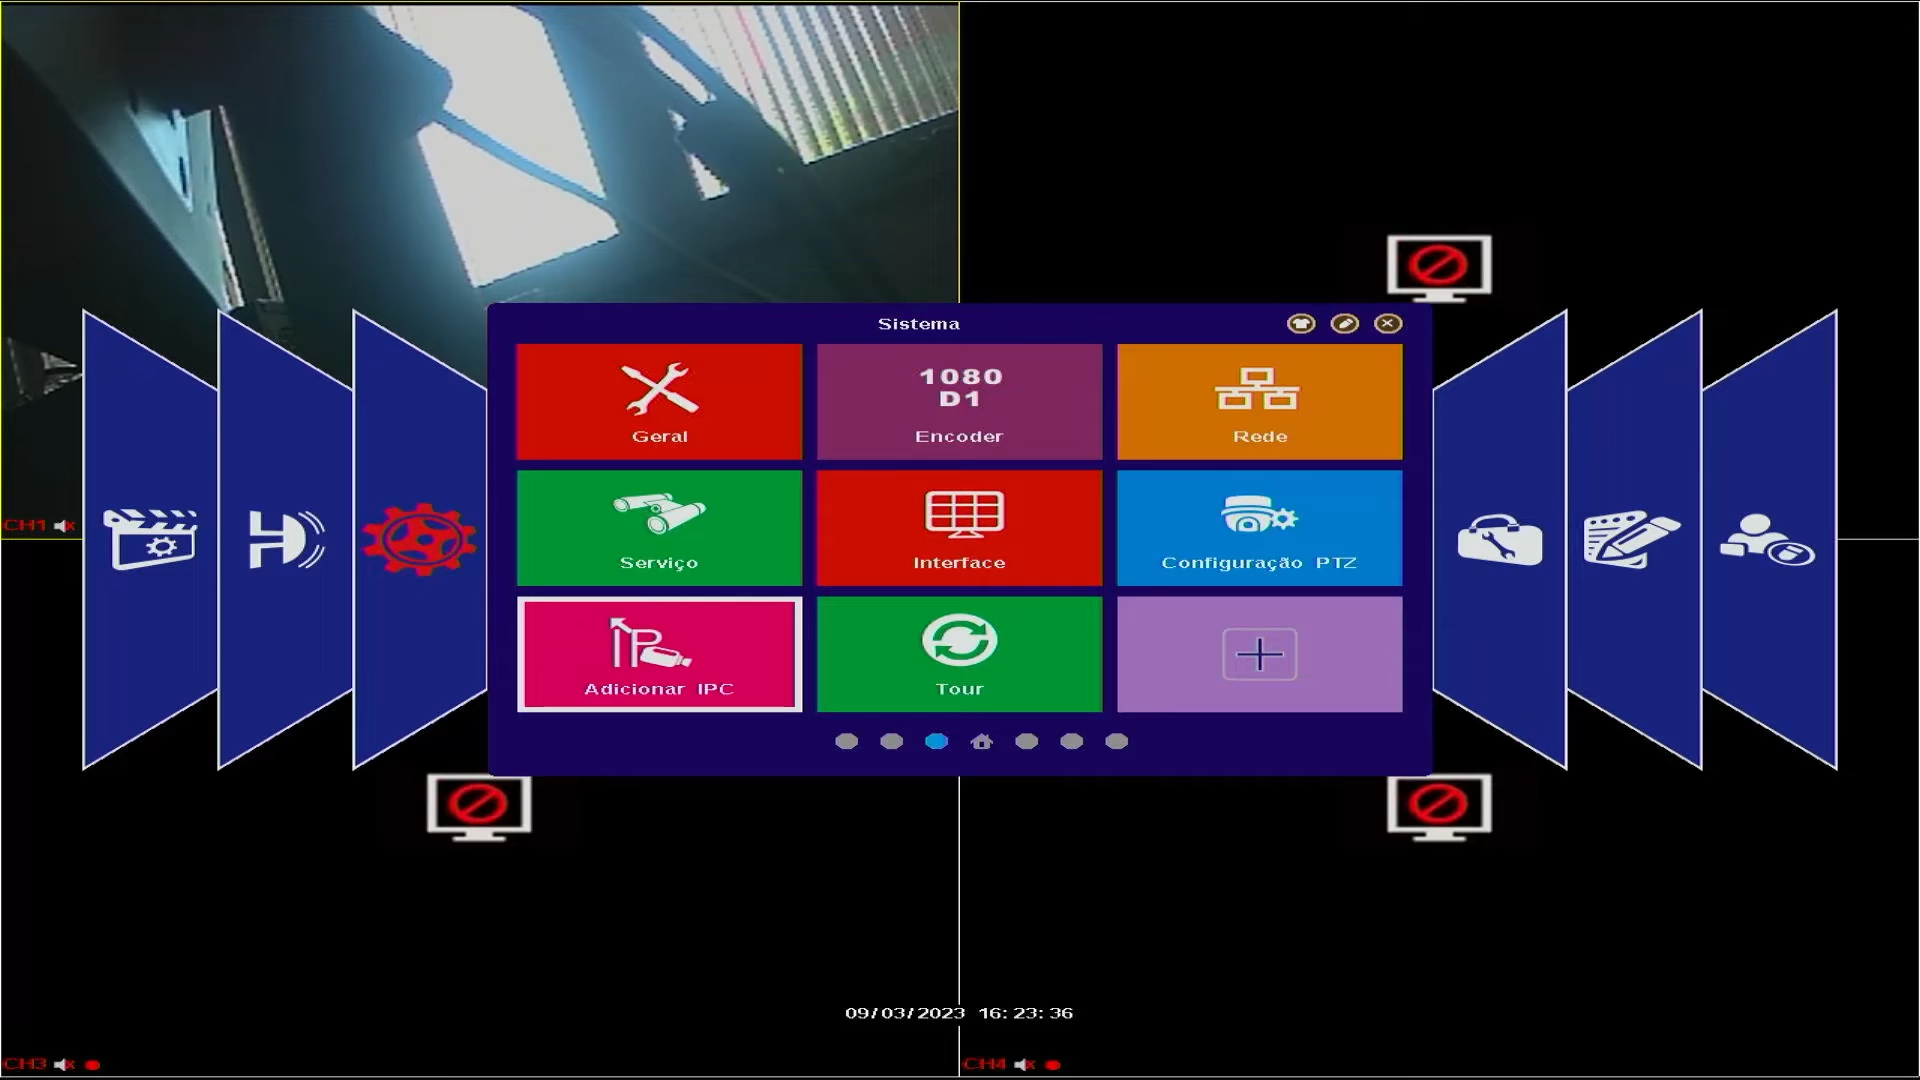 Sistema
1080
D1
Geral
Encoder
Rede
Serviço
Interface
Configuração PTZ
CH1
IP
Adicionar IPC
Tour
09/03/2023 16:23:36
CH3
CH4